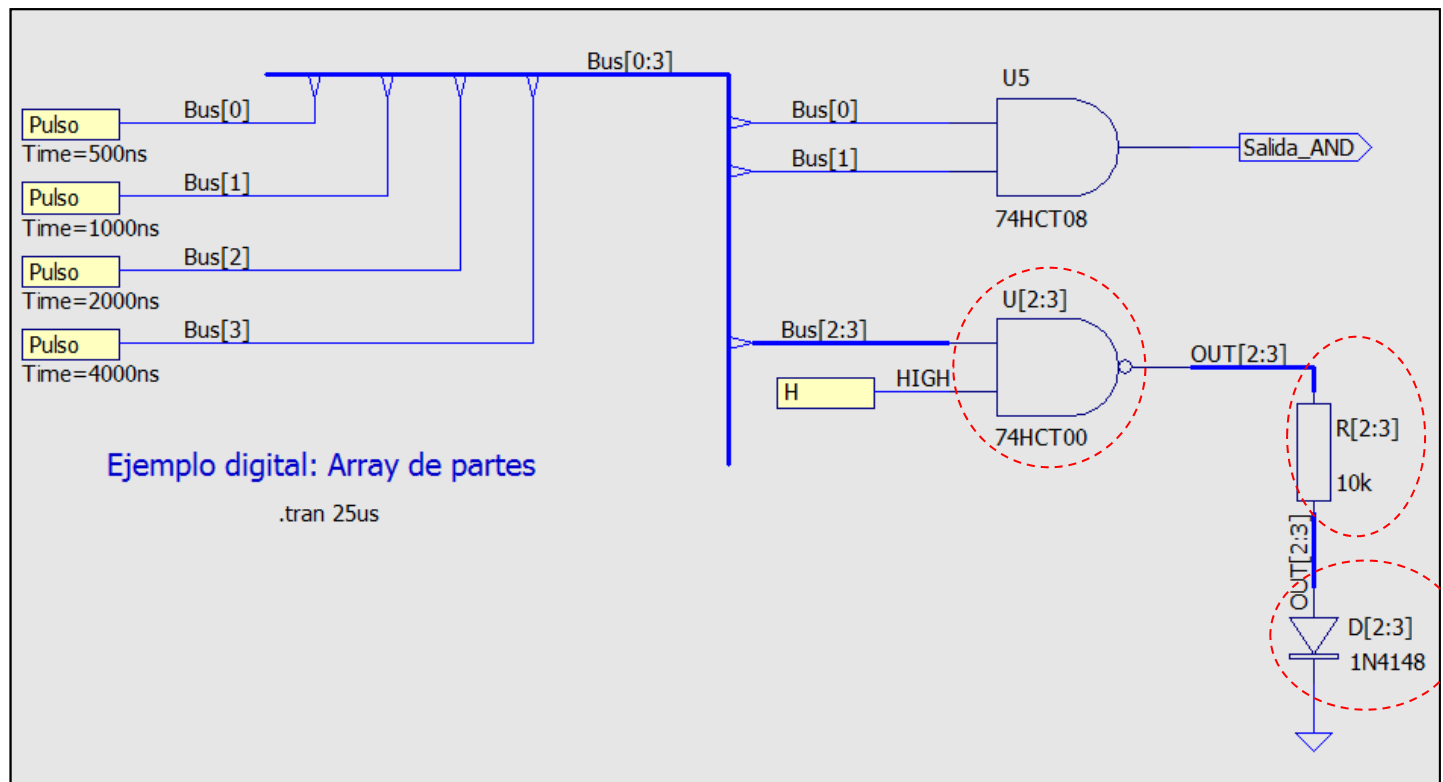 Bus[0:3]
U5
Pulso
Bus[0]
Time=500ns
Bus[0]
Bus[1]
Salida_AND
Pulso
Bus[1]
Time=1000ns
74HCT08
Pulso
Bus[2]
Time=2000ns
Pulso
Bus[3]
Time=4000ns
U[2:3]
Bus[2:3]
H
HIGH
74HCT00
OUT[2:3]
R[2:3]
10k
OUT[2:3]
D[2:3]
1N4148
Ejemplo digital: Array de partes
.tran 25us